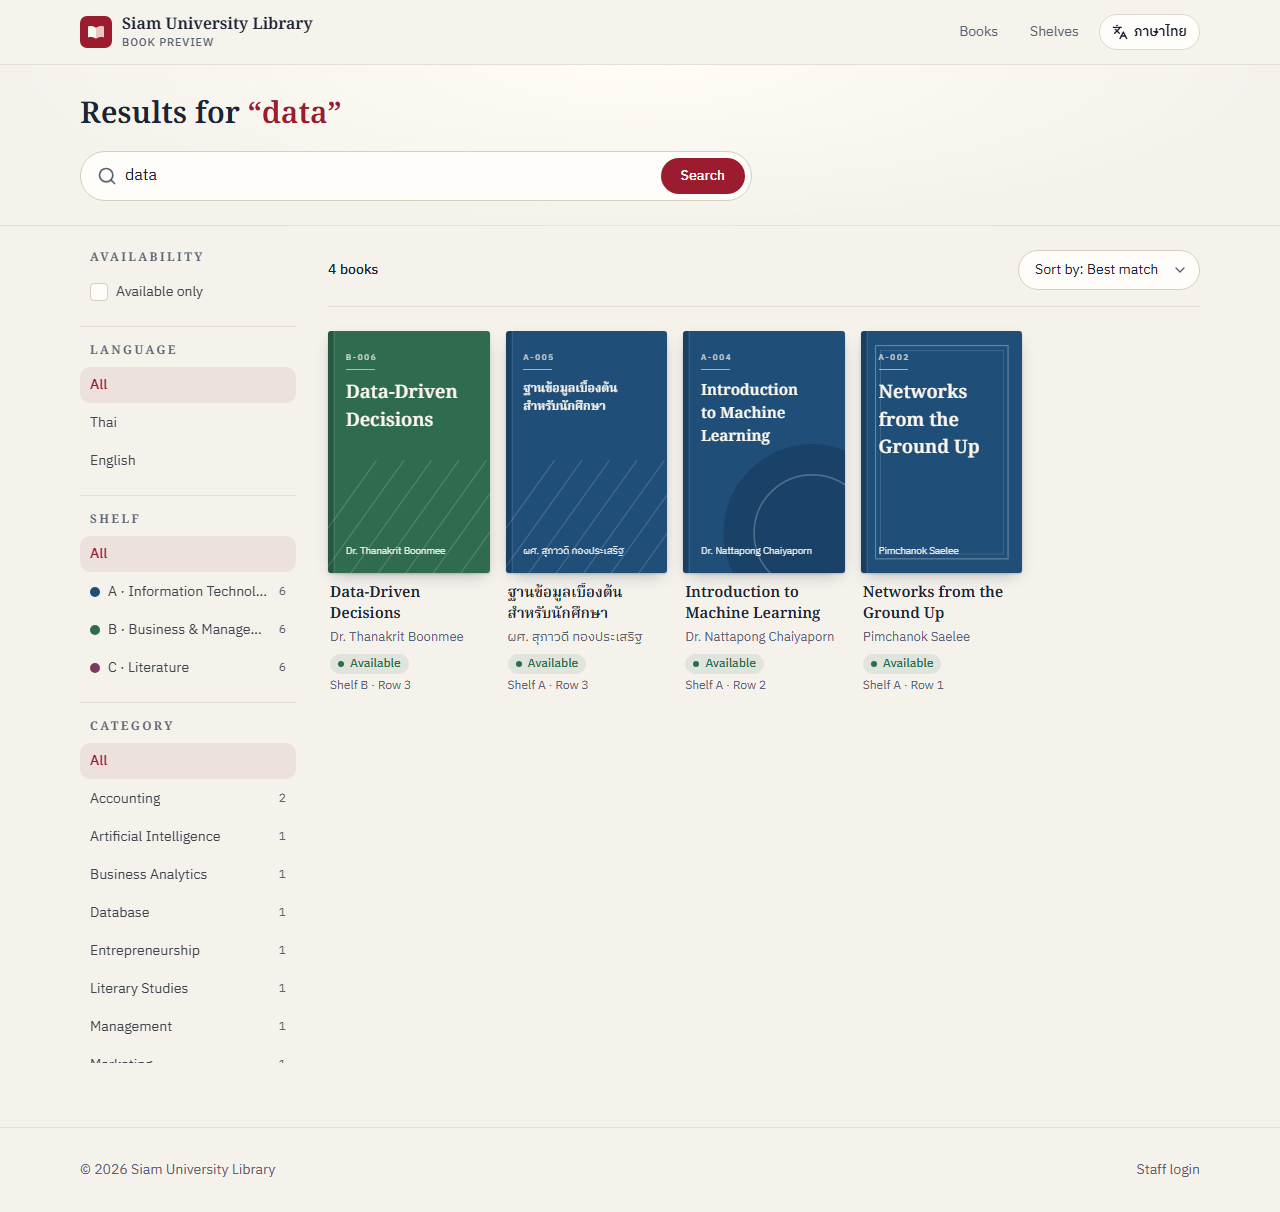 Siam University Library
BOOK PREVIEW
Books
Shelves
ภาษาไทย
Results for “data”
data
Search
AVAILABILITY
Available only
LANGUAGE
All
Thai
English
SHELF
All
A · Information Technol... 6
B · Business & Manage... 6
C · Literature 6
CATEGORY
All
Accounting 2
Artificial Intelligence 1
Business Analytics 1
Database 1
Entrepreneurship 1
Literary Studies 1
Management 1
4 books
Sort by: Best match
B-006
Data-Driven
Decisions
Dr. Thanakrit Boonmee
Data-Driven
Decisions
Dr. Thanakrit Boonmee
Available
Shelf B · Row 3
A-005
ฐานข้อมูลเบื้องต้น
สำหรับนักศึกษา
ผศ. สุภาวดี ทองประเสริฐ
ฐานข้อมูลเบื้องต้น
สำหรับนักศึกษา
ผศ. สุภาวดี ทองประเสริฐ
Available
Shelf A · Row 3
A-004
Introduction
to Machine
Learning
Dr. Nattapong Chaiyaporn
Introduction to
Machine Learning
Dr. Nattapong Chaiyaporn
Available
Shelf A · Row 2
A-002
Networks
from the
Ground Up
Pimchanok Saelee
Networks from the
Ground Up
Pimchanok Saelee
Available
Shelf A · Row 1
© 2026 Siam University Library
Staff login